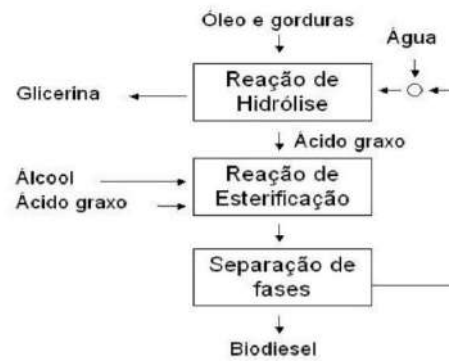 Óleo e gorduras
Água
Reação de
Hidrólise
Glicerina
Ácido graxo
Álcool
Ácido graxo
Reação de
Esterificação
Separação de
fases
Biodiesel